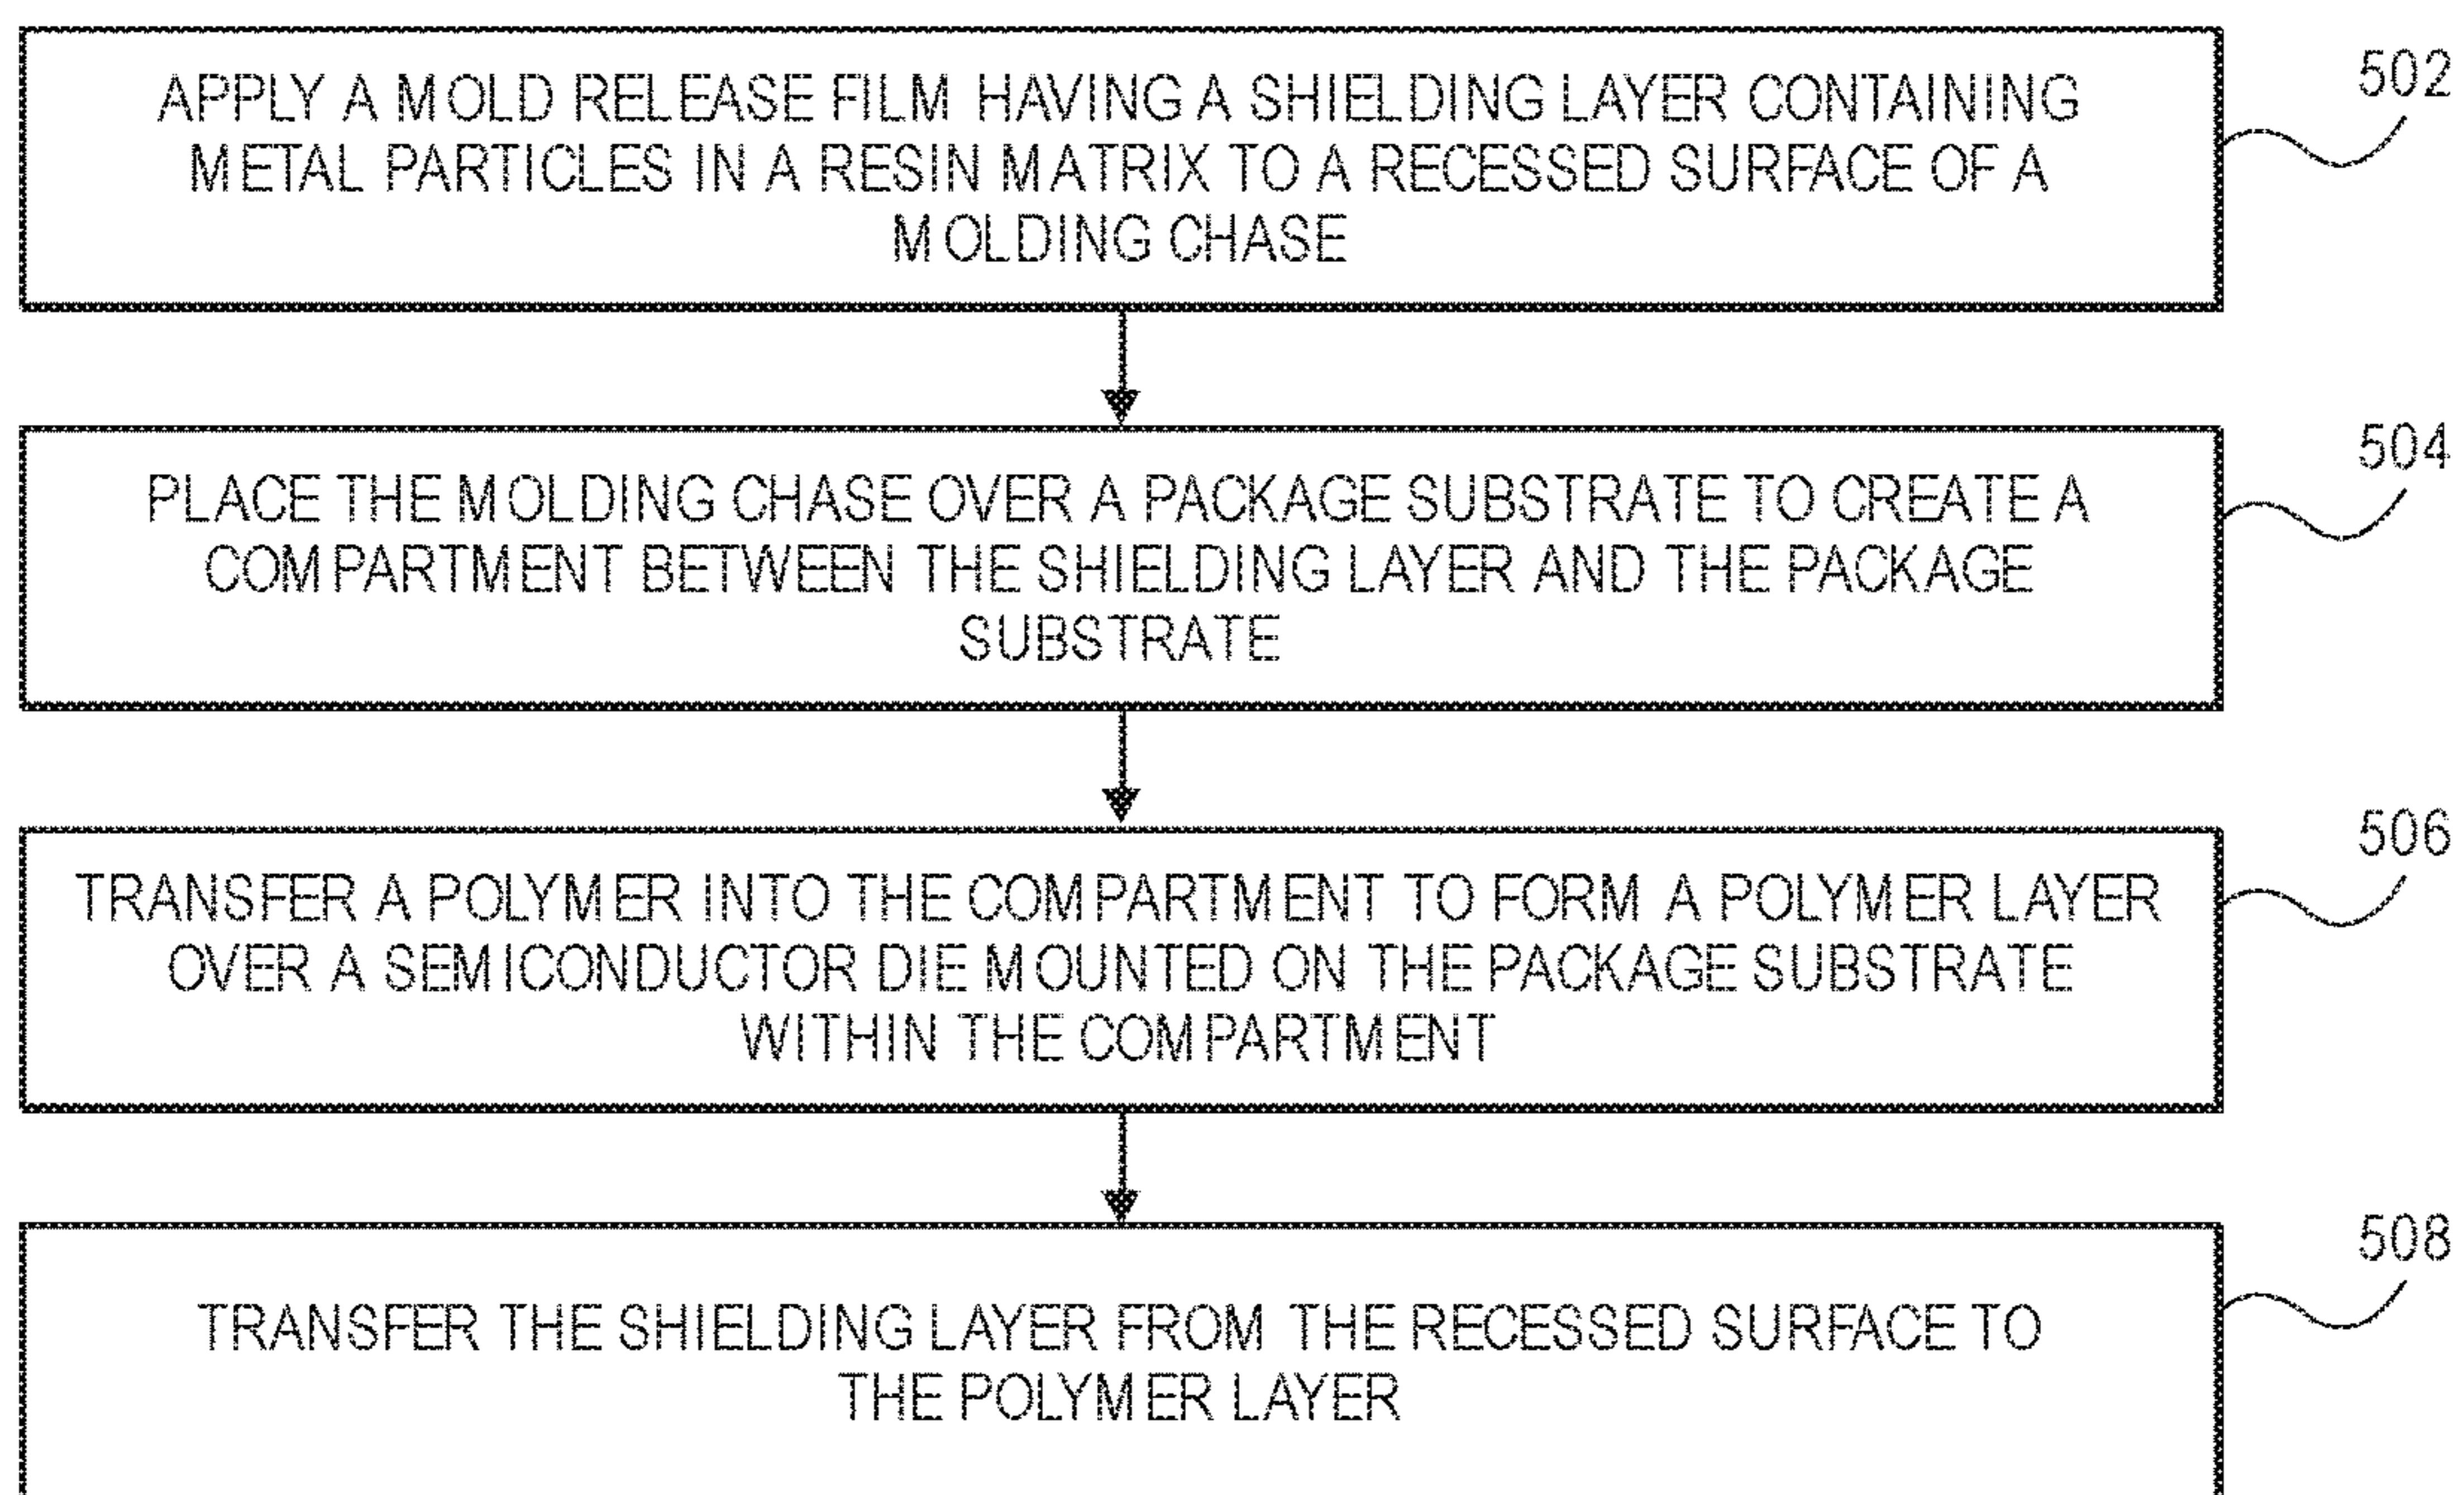 APPLY A MOLD RELEASE FILM HAVING A SHIELDING LAYER CONTAINING
METAL PARTICLES IN A RESIN MATRIX TO A RECESSED SURFACE OF A
MOLDING CHASE
502
PLACE THE MOLDING CHASE OVER A PACKAGE SUBSTRATE TO CREATE A
COMPARTMENT BETWEEN THE SHIELDING LAYER AND THE PACKAGE
SUBSTRATE
504
TRANSFER A POLYMER INTO THE COMPARTMENT TO FORM A POLYMER LAYER
OVER A SEMICONDUCTOR DIE MOUNTED ON THE PACKAGE SUBSTRATE
WITHIN THE COMPARTMENT
506
TRANSFER THE SHIELDING LAYER FROM THE RECESSED SURFACE TO
THE POLYMER LAYER
508